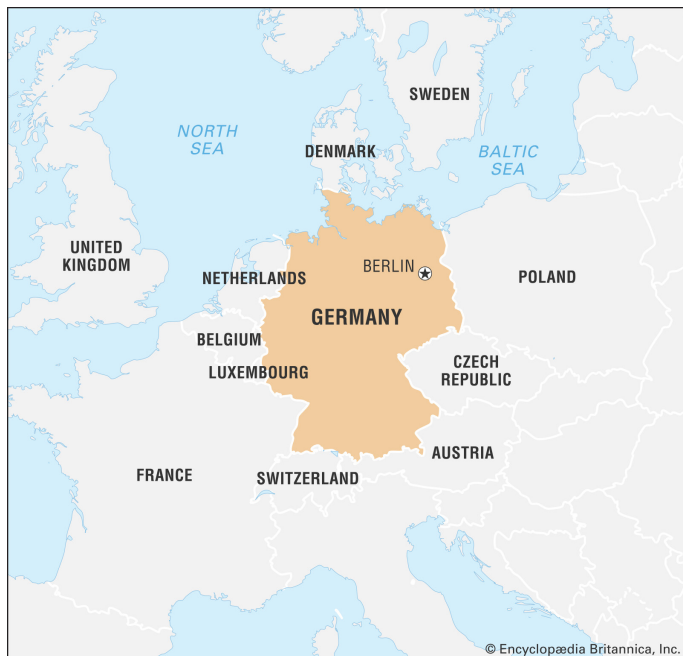 SWEDEN
NORTH
SEA
DENMARK
BALTIC
SEA
UNITED
KINGDOM
BERLIN
NETHERLANDS
POLAND
GERMANY
BELGIUM
LUXEMBOURG
CZECH
REPUBLIC
AUSTRIA
FRANCE
SWITZERLAND
© Encyclopædia Britannica, Inc.